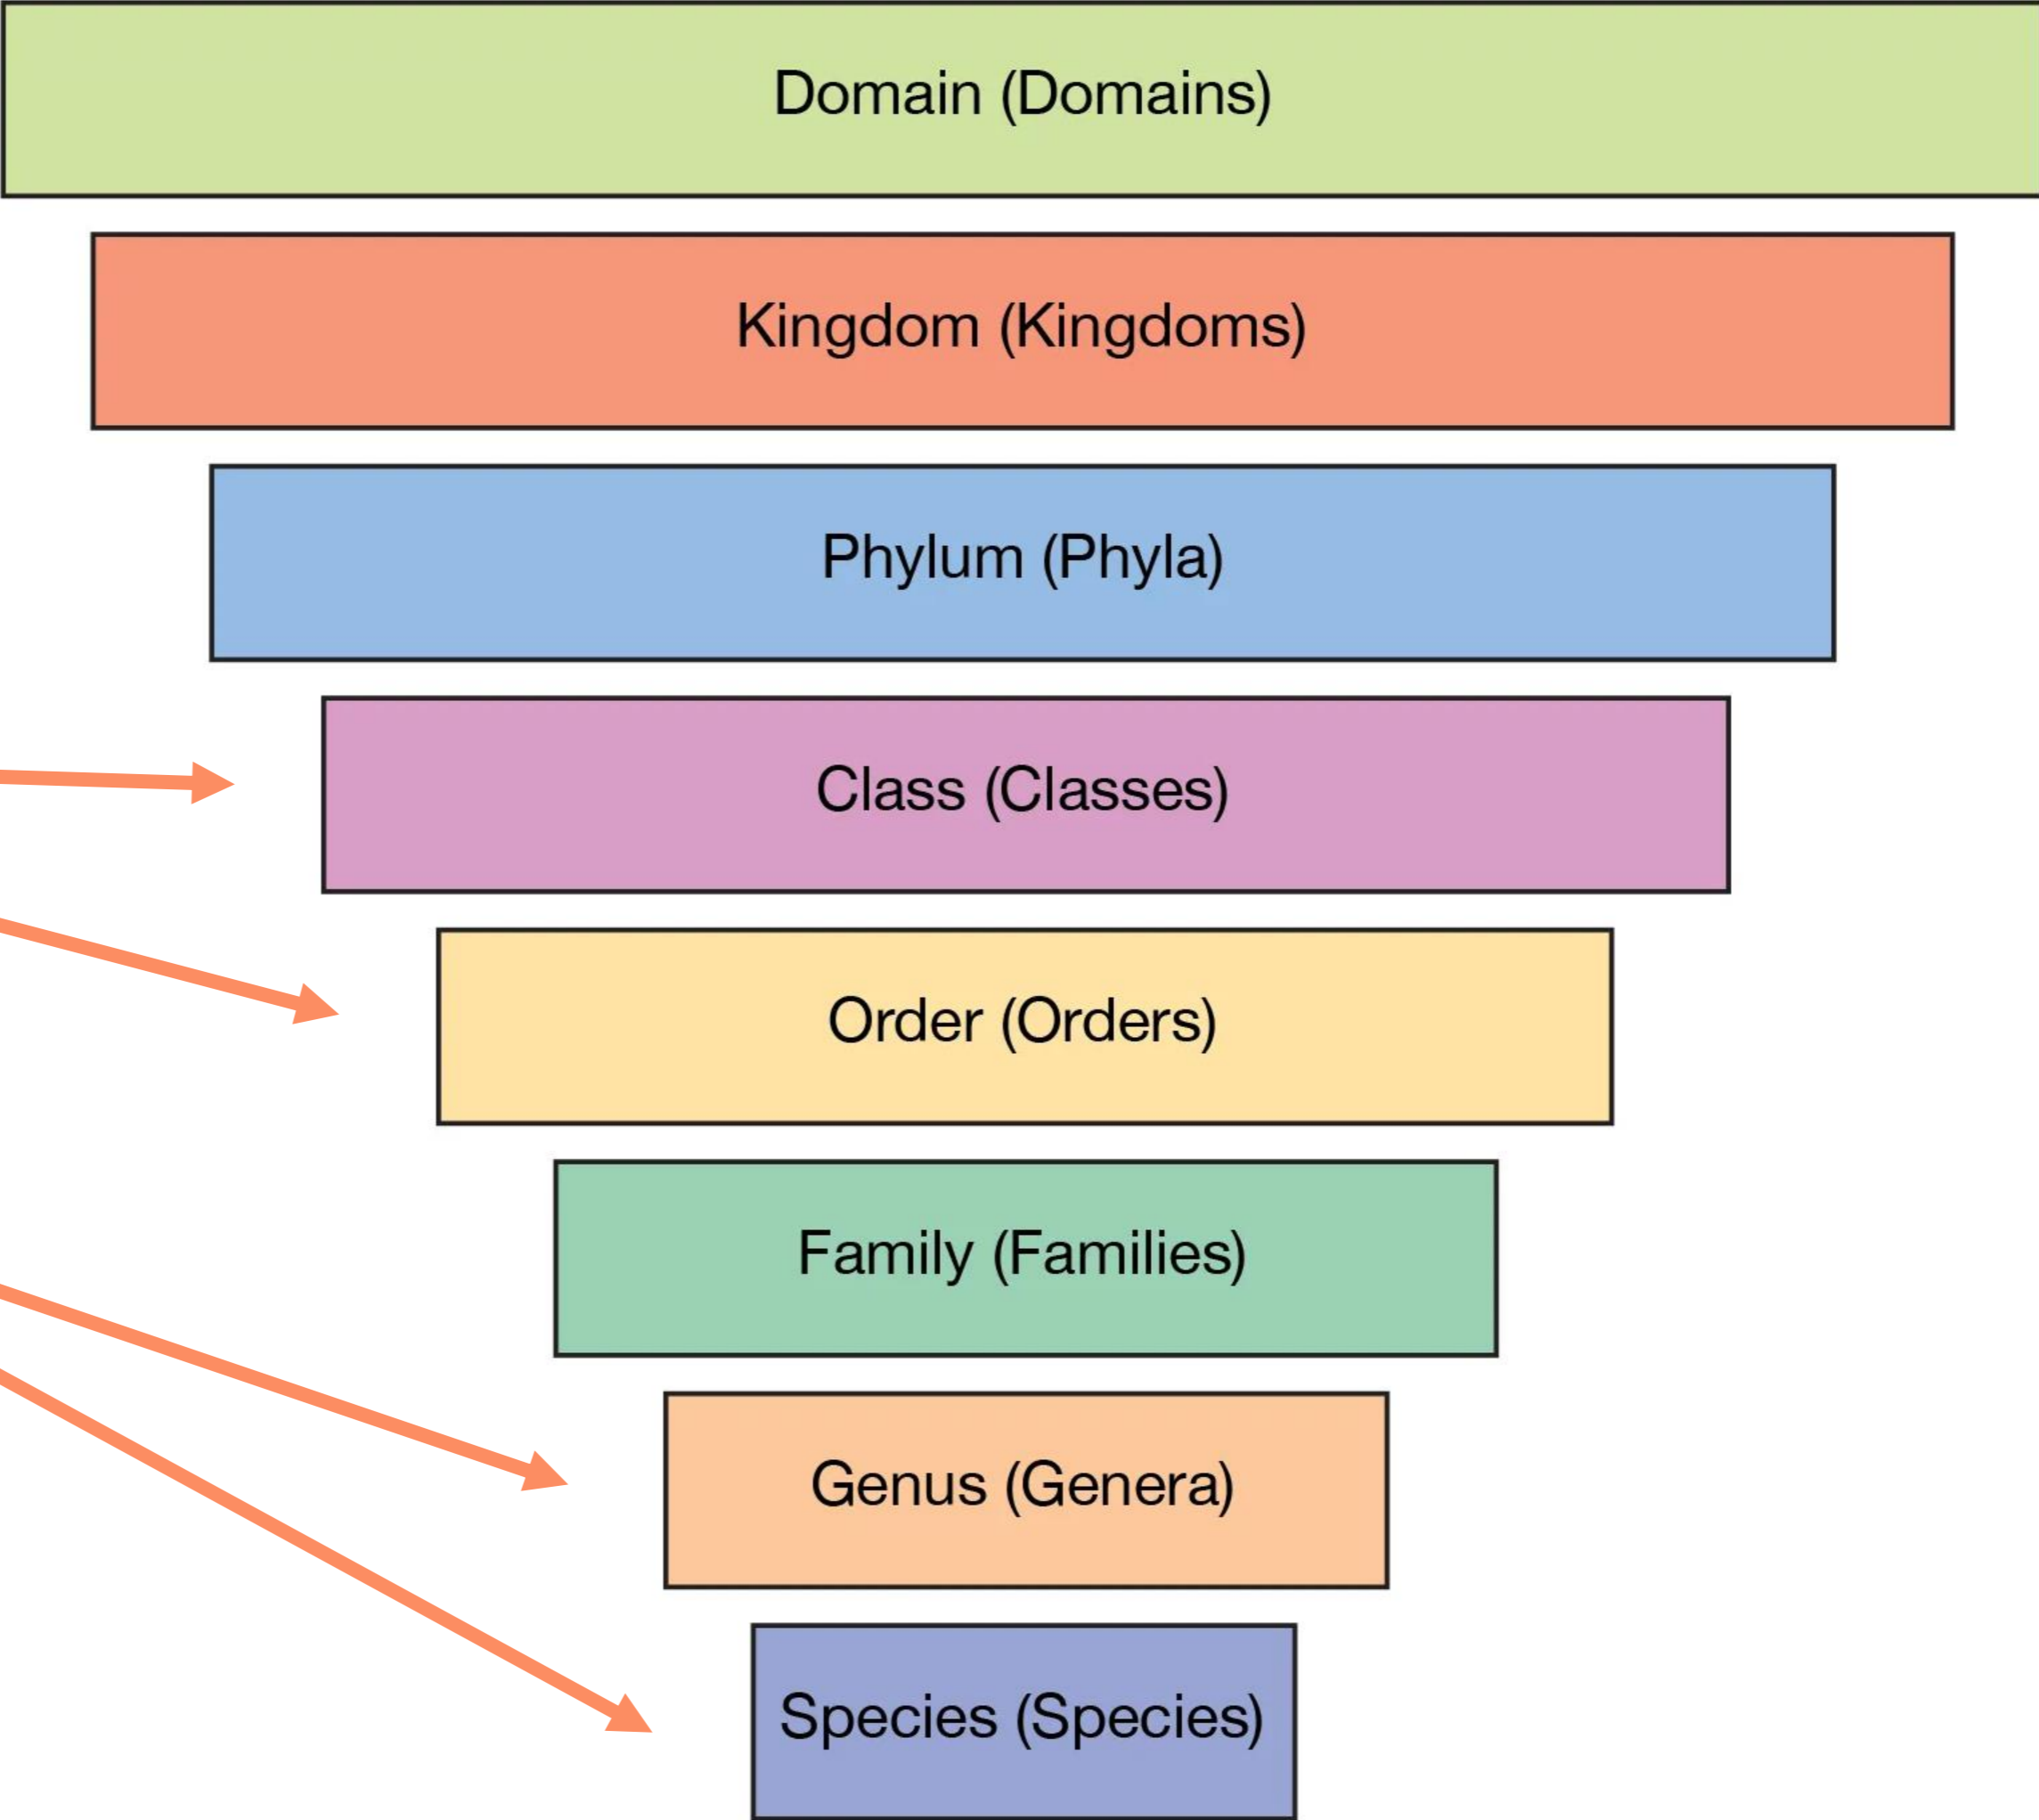 Domain (Domains)
Kingdom (Kingdoms)
Phylum (Phyla)
Class (Classes)
Order (Orders)
Family (Families)
Genus (Genera)
Species (Species)